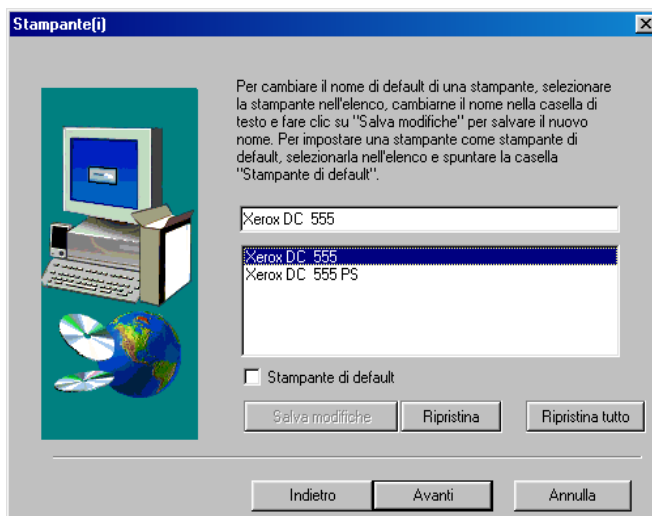 Stampante(i)
Per cambiare il nome di default di una stampante, selezionare
la stampante nell'elenco, cambiarne il nome nella casella di
testo e fare clic su "Salva modifiche" per salvare il nuovo
nome. Per impostare una stampante come stampante di
default, selezionarla nell'elenco e spuntare la casella
"Stampante di default".
Xerox DC 555
Xerox DC 555
Xerox DC 555 PS
Stampante di default
Salva modifiche Ripristina Ripristina tutto
Indietro Avanti Annulla